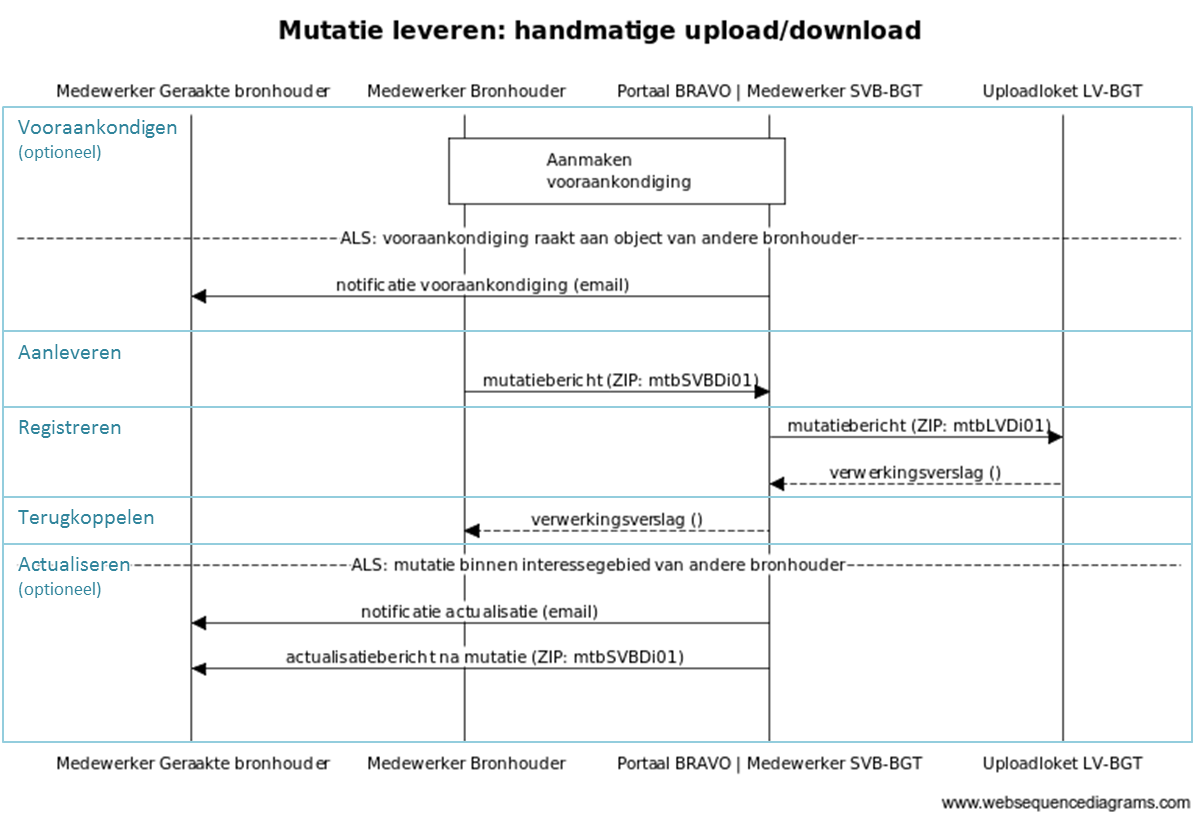 Mutatie leveren: handmatige upload/download
Medewerker Geraakte bronhouder
Medewerker Bronhouder
Portaal BRAVO | Medewerker SVB-BGT
Uploadloket LV-BGT
Vooraankondigen
(optioneel)
Aanmaken
vooraankondiging
ALS: vooraankondiging raakt aan object van andere bronhouder
notificatie vooraankondiging (email)
Aanleveren
mutatiebericht (ZIP: mtbSVBDi01)
Registreren
mutatiebericht (ZIP: mtbLVDi01)
verwerkingsverslag ()
Terugkoppelen
verwerkingsverslag ()
Actualiseren
(optioneel)
ALS: mutatie binnen interessegebied van andere bronhouder
notificatie actualisatie (email)
actualisatiebericht na mutatie (ZIP: mtbSVBDi01)
Medewerker Geraakte bronhouder
Medewerker Bronhouder
Portaal BRAVO | Medewerker SVB-BGT
Uploadloket LV-BGT
www.websequencediagrams.com